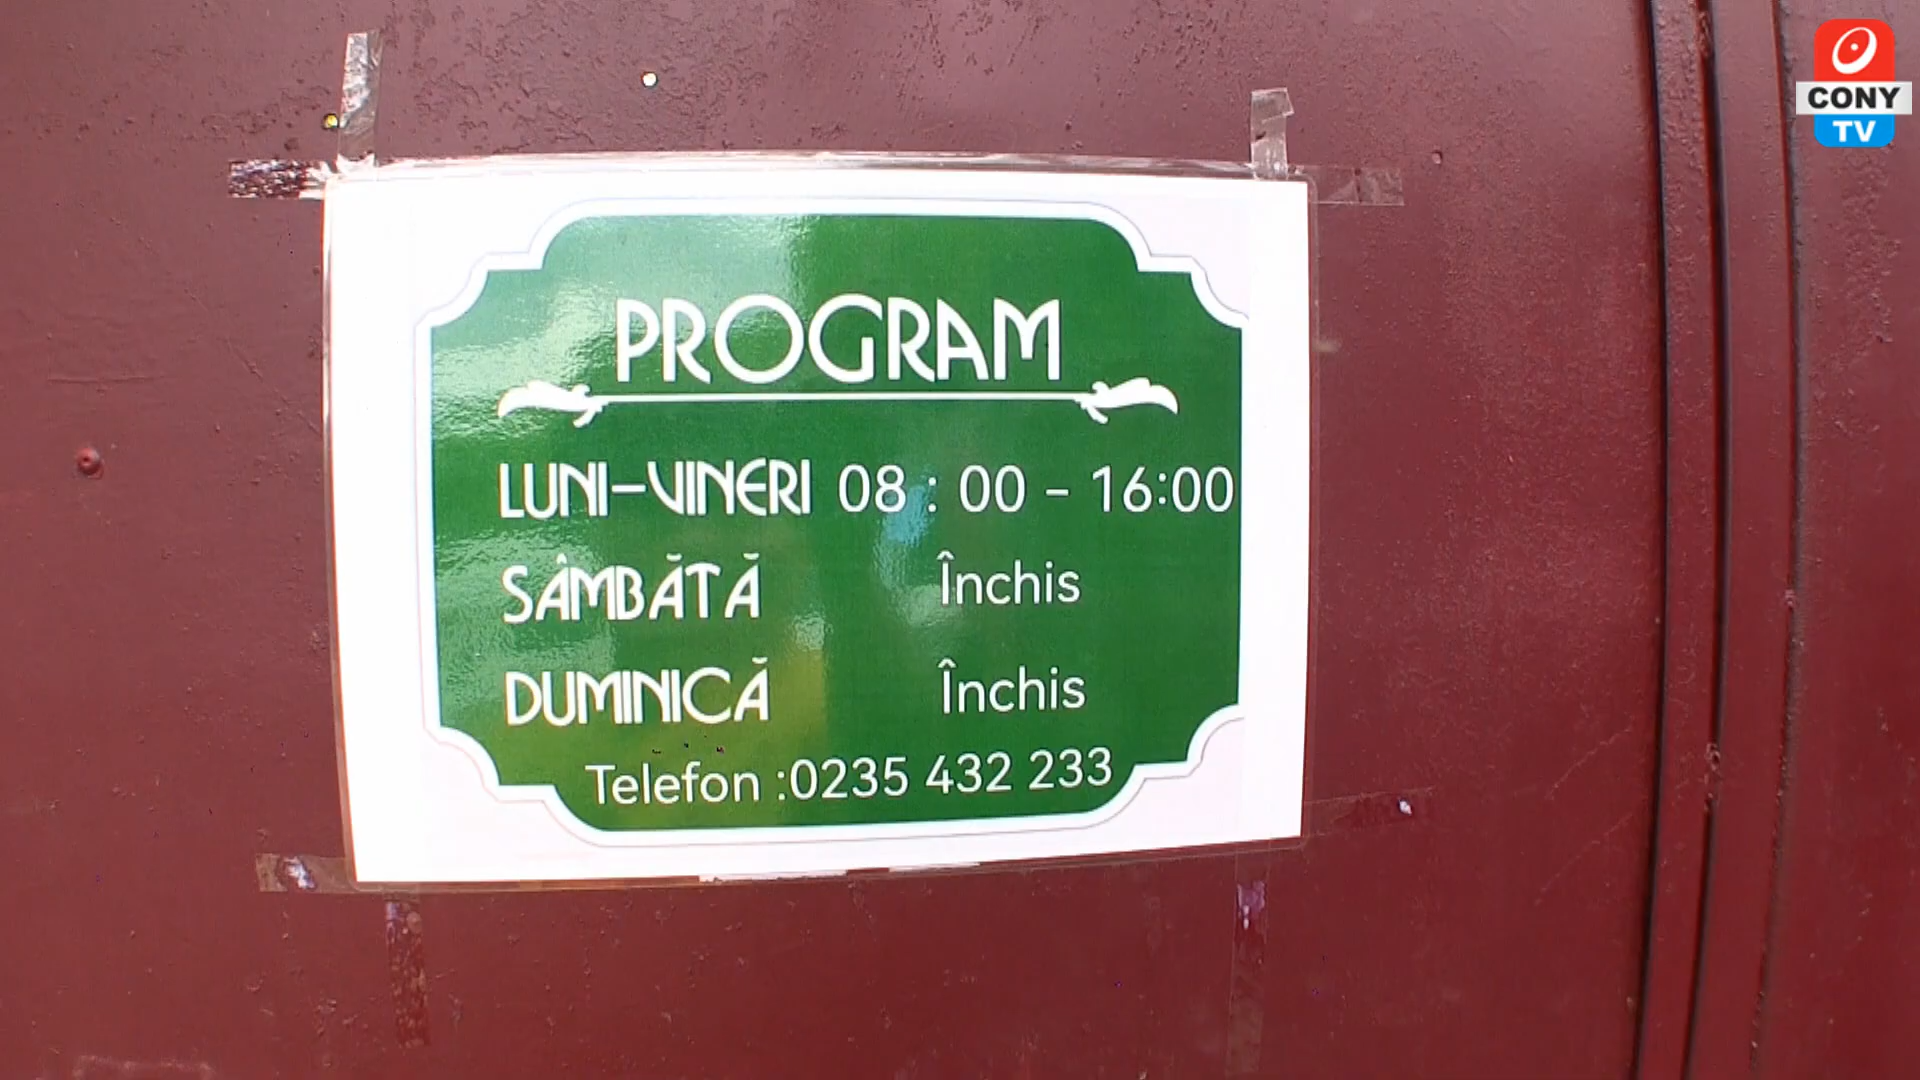 CONY
TV
PROGRAM
LUNI-VINERI 08 : 00 - 16:00
SÂMBĂTĂ Închis
DUMINICĂ Închis
Telefon :0235 432 233